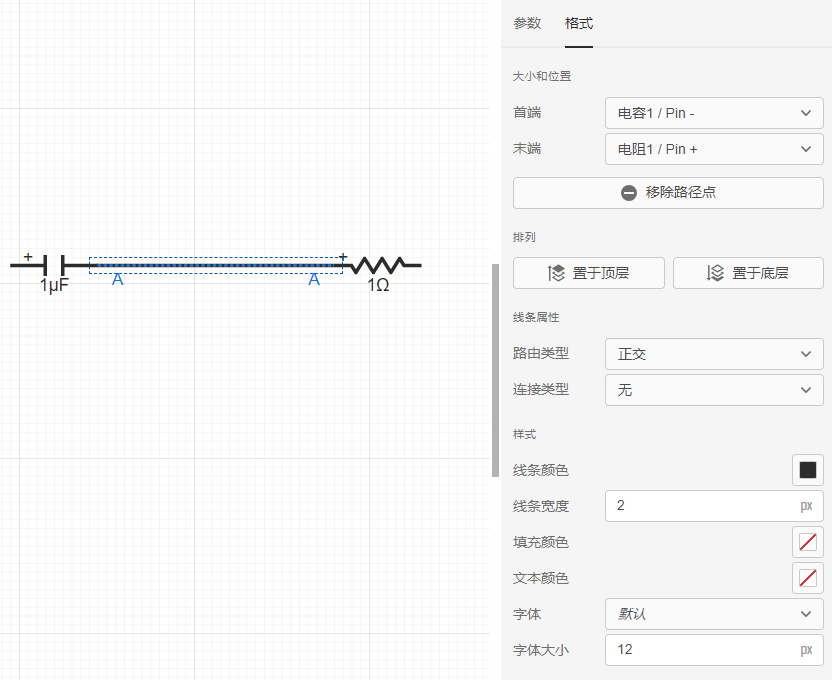 参数 格式
大小和位置
首端 电容1 / Pin -
末端 电阻1 / Pin +
移除路径点
排列
置于顶层 置于底层
线条属性
路由类型 正交
连接类型 无
样式
线条颜色
线条宽度 2 px
填充颜色
文本颜色
字体 默认
字体大小 12 px
+ +
1μF A A 1Ω